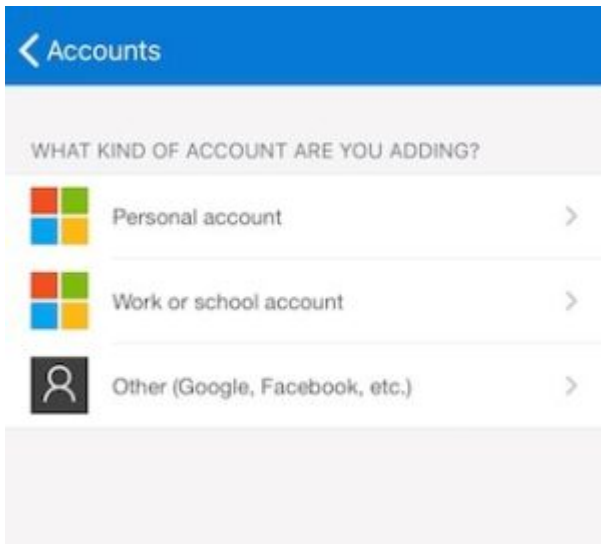 Accounts
WHAT KIND OF ACCOUNT ARE YOU ADDING?
Personal account
Work or school account
Other (Google, Facebook, etc.)